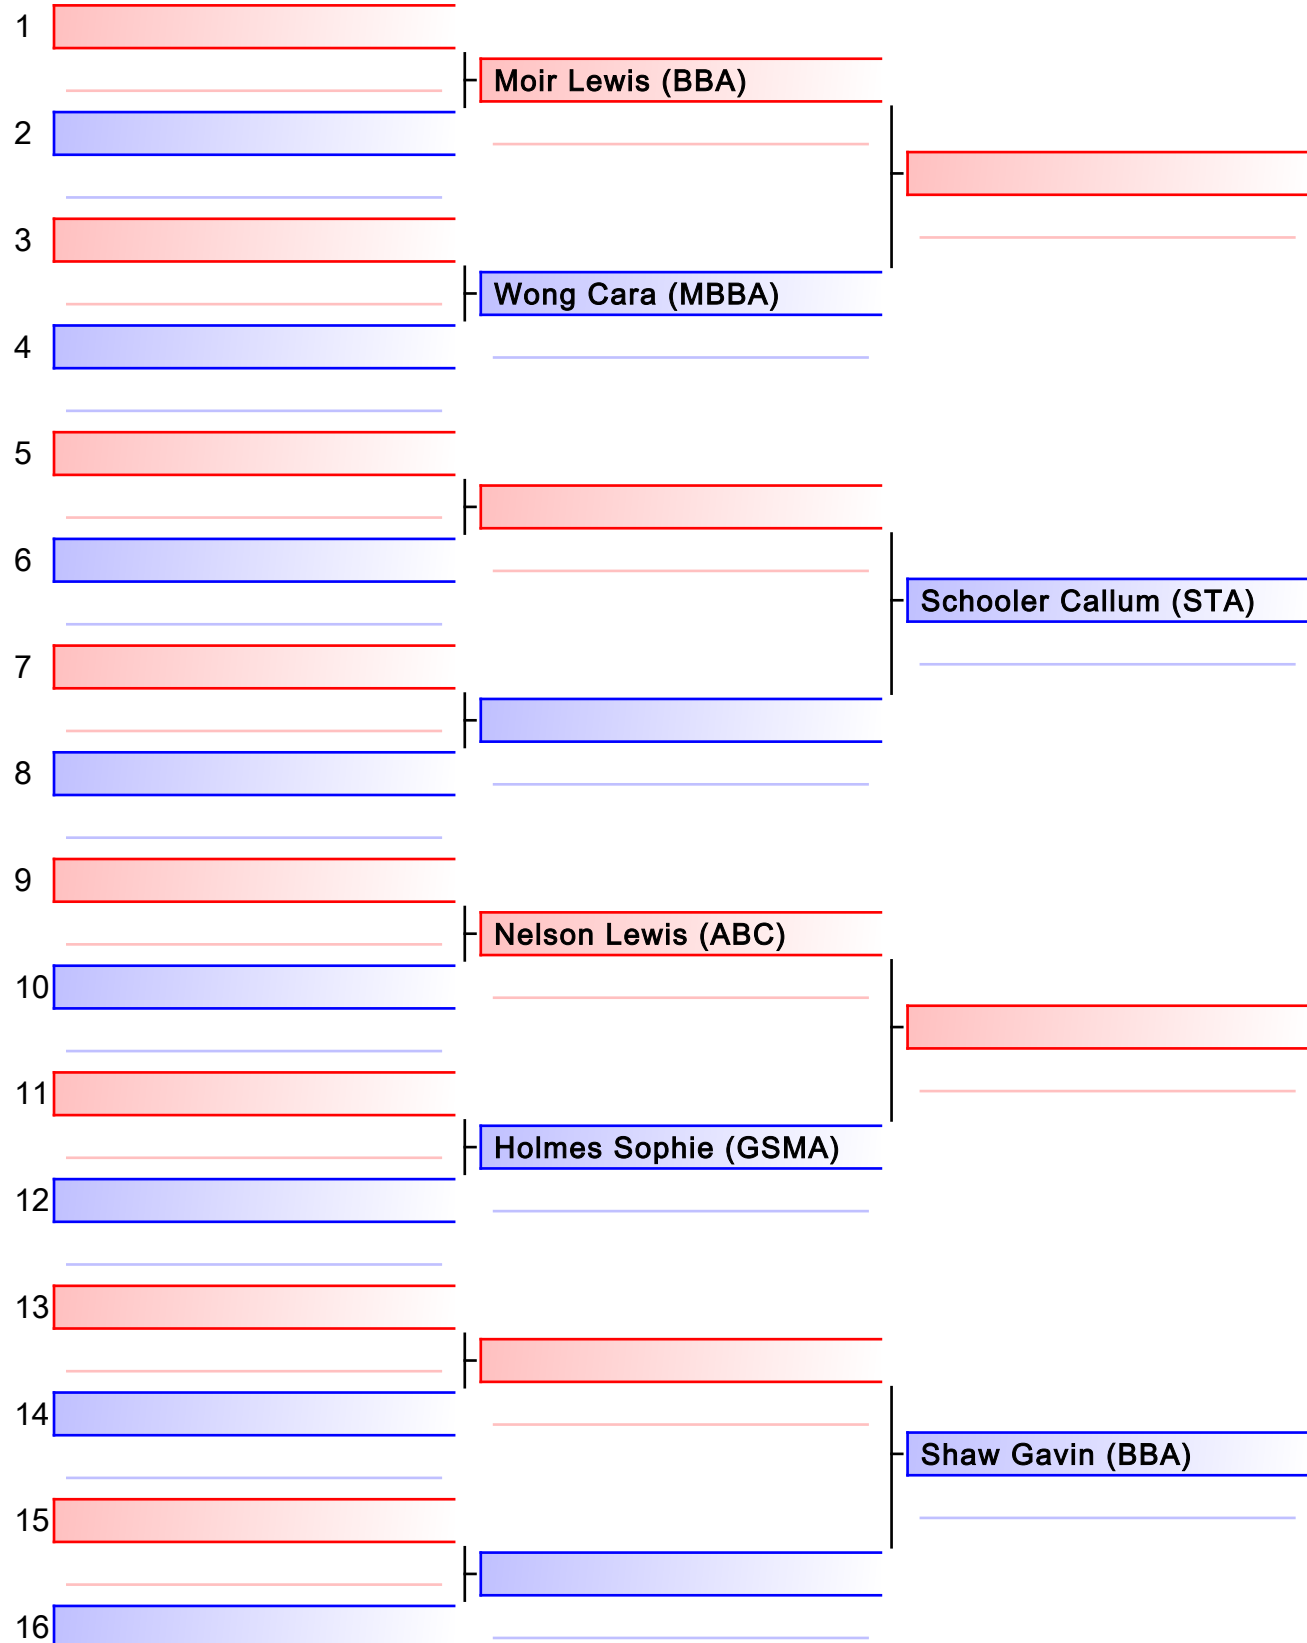 1
Moir Lewis (BBA)
2
3
Wong Cara (MBBA)
4
5
6
Schooler Callum (STA)
7
8
9
Nelson Lewis (ABC)
10
11
Holmes Sophie (GSMA)
12
13
14
Shaw Gavin (BBA)
15
16